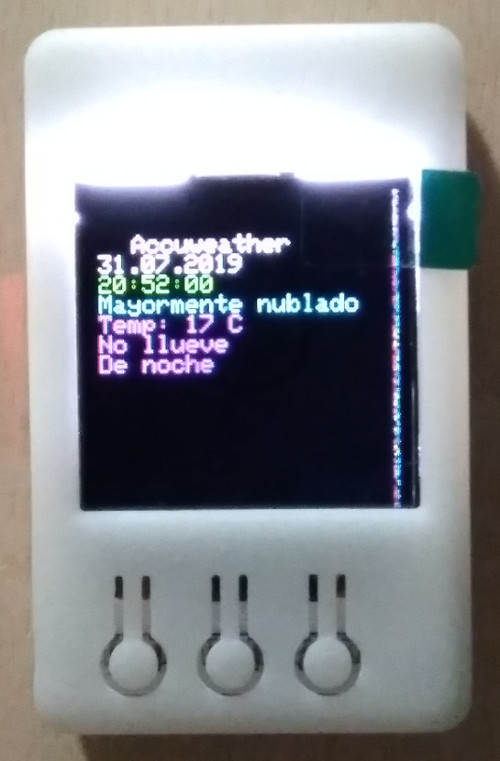 Accuweather
31.07.2019
20:52:00
Mayormente nublado
Temp: 17 C
No llueve
De noche